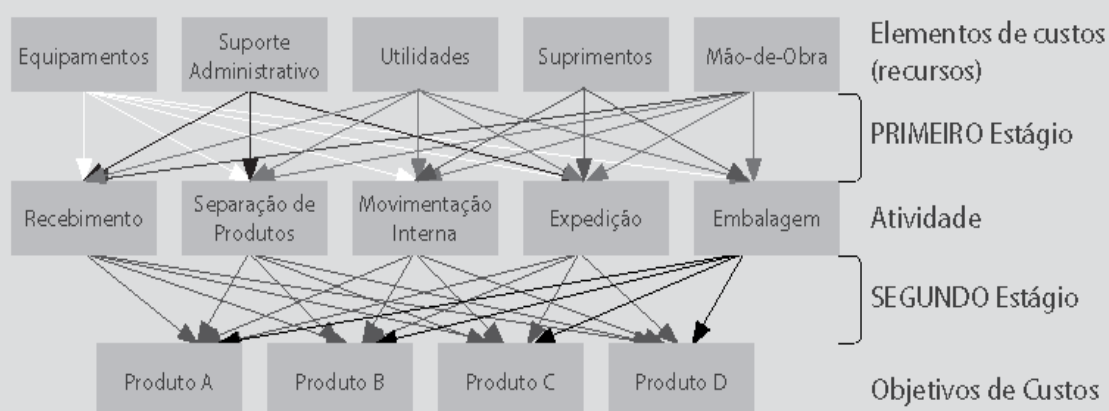 Equipamentos
Suporte
Administrativo
Utilidades
Suprimentos
Mão-de-Obra
Elementos de custos
(recursos)
PRIMEIRO Estágio
Recebimento
Separação de
Produtos
Movimentação
Interna
Expedição
Embalagem
Atividade
SEGUNDO Estágio
Produto A
Produto B
Produto C
Produto D
Objetivos de Custos